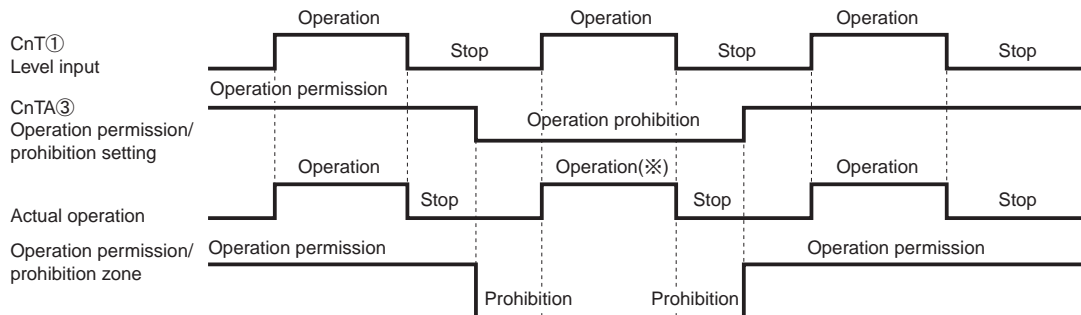 Operation Operation Operation
CnT①
Level input
Stop Stop Stop
Operation permission
CnTA③
Operation permission/
prohibition setting
Operation prohibition
Operation Operation(※) Operation
Actual operation
Stop Stop Stop
Operation permission/
prohibition zone
Operation permission Operation permission
Prohibition Prohibition